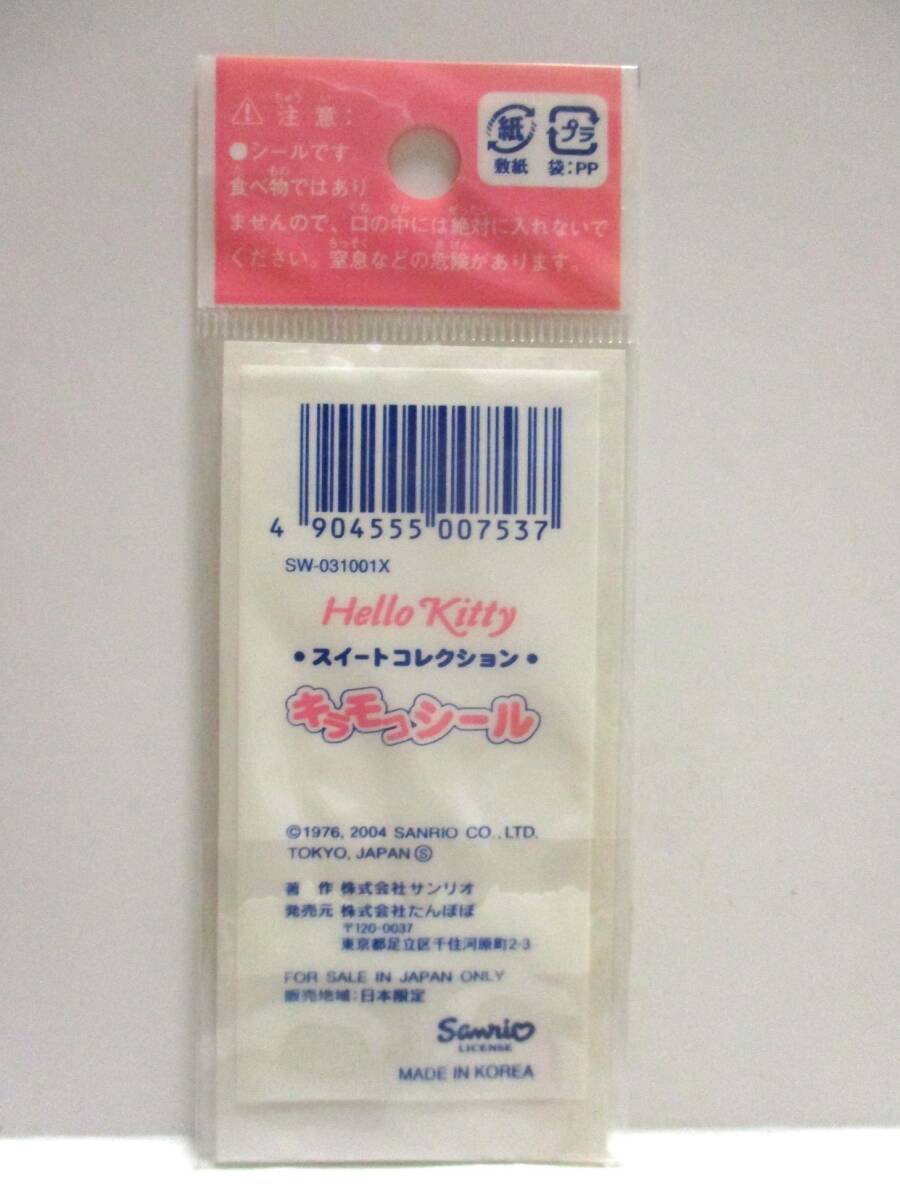 ⚠ 注意:
●シールです
食べ物ではあり
ませんので、口の中には絶対に入れないで
ください。窒息などの危険があります。
紙
敷紙
プラ
袋:PP
4 904555 007537
SW-031001X
Hello Kitty
•スイートコレクション•
キラモコシール
©1976, 2004 SANRIO CO., LTD.
TOKYO, JAPAN Ⓢ
著 作 株式会社サンリオ
発売元 株式会社たんぽぽ
〒120-0037
東京都足立区千住河原町2-3
FOR SALE IN JAPAN ONLY
販売地域:日本限定
Sanrio
LICENSE
MADE IN KOREA